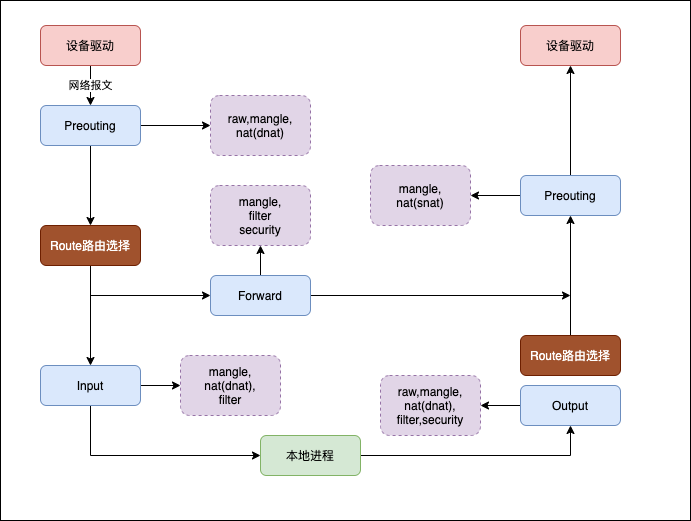 设备驱动
网络报文
Preouting
raw,mangle,
nat(dnat)
Route路由选择
mangle,
filter
security
Forward
Input
mangle,
nat(dnat),
filter
本地进程
设备驱动
Preouting
mangle,
nat(snat)
Route路由选择
Output
raw,mangle,
nat(dnat),
filter,security